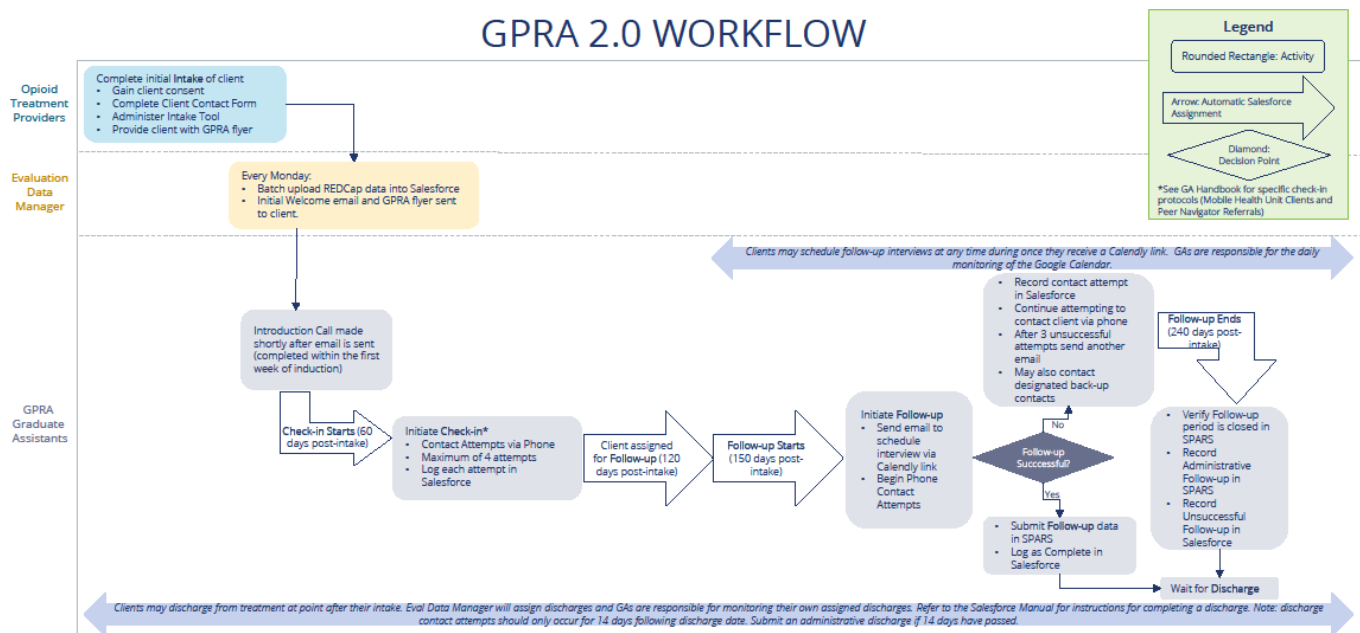 GPRA 2.0 WORKFLOW
Legend
Rounded Rectangle: Activity
Arrow: Automatic Salesforce
Assignment
Diamond:
Decision Point
*See GA Handbook for specific check-in
protocols (Mobile Health Unit Clients and
Peer Navigator Referrals)
Opioid
Treatment
Providers
Complete initial Intake of client
• Gain client consent
• Complete Client Contact Form
• Administer Intake Tool
• Provide client with GPRA flyer
Evaluation
Data
Manager
Every Monday:
• Batch upload REDCap data into Salesforce
• Initial Welcome email and GPRA flyer sent
to client.
GPRA
Graduate
Assistants
Clients may schedule follow-up interviews at any time during once they receive a Calendly link. GAs are responsible for the daily
monitoring of the Google Calendar.
Introduction Call made
shortly after email is sent
(completed within the first
week of induction)
Check-in Starts (60
days post-intake)
Initiate Check-in*
• Contact Attempts via Phone
• Maximum of 4 attempts
• Log each attempt in
Salesforce
Client assigned
for Follow-up (120
days post-intake)
Follow-up Starts
(150 days post-
intake)
Initiate Follow-up
• Send email to
schedule
interview via
Calendly link
• Begin Phone
Contact
Attempts
Follow-up
Succcessful?
No
• Record contact attempt
in Salesforce
• Continue attempting to
contact client via phone
• After 3 unsuccessful
attempts send another
email
• May also contact
designated back-up
contacts
Yes
• Submit Follow-up data
in SPARS
• Log as Complete in
Salesforce
Follow-up Ends
(240 days post-
intake)
• Verify Follow-up
period is closed in
SPARS
• Record
Administrative
Follow-up in
SPARS
• Record
Unsuccessful
Follow-up in
Salesforce
Wait for Discharge
Clients may discharge from treatment at point after their intake. Eval Data Manager will assign discharges and GAs are responsible for monitoring their own assigned discharges. Refer to the Salesforce Manual for instructions for completing a discharge. Note: discharge
contact attempts should only occur for 14 days following discharge date. Submit an administrative discharge if 14 days have passed.